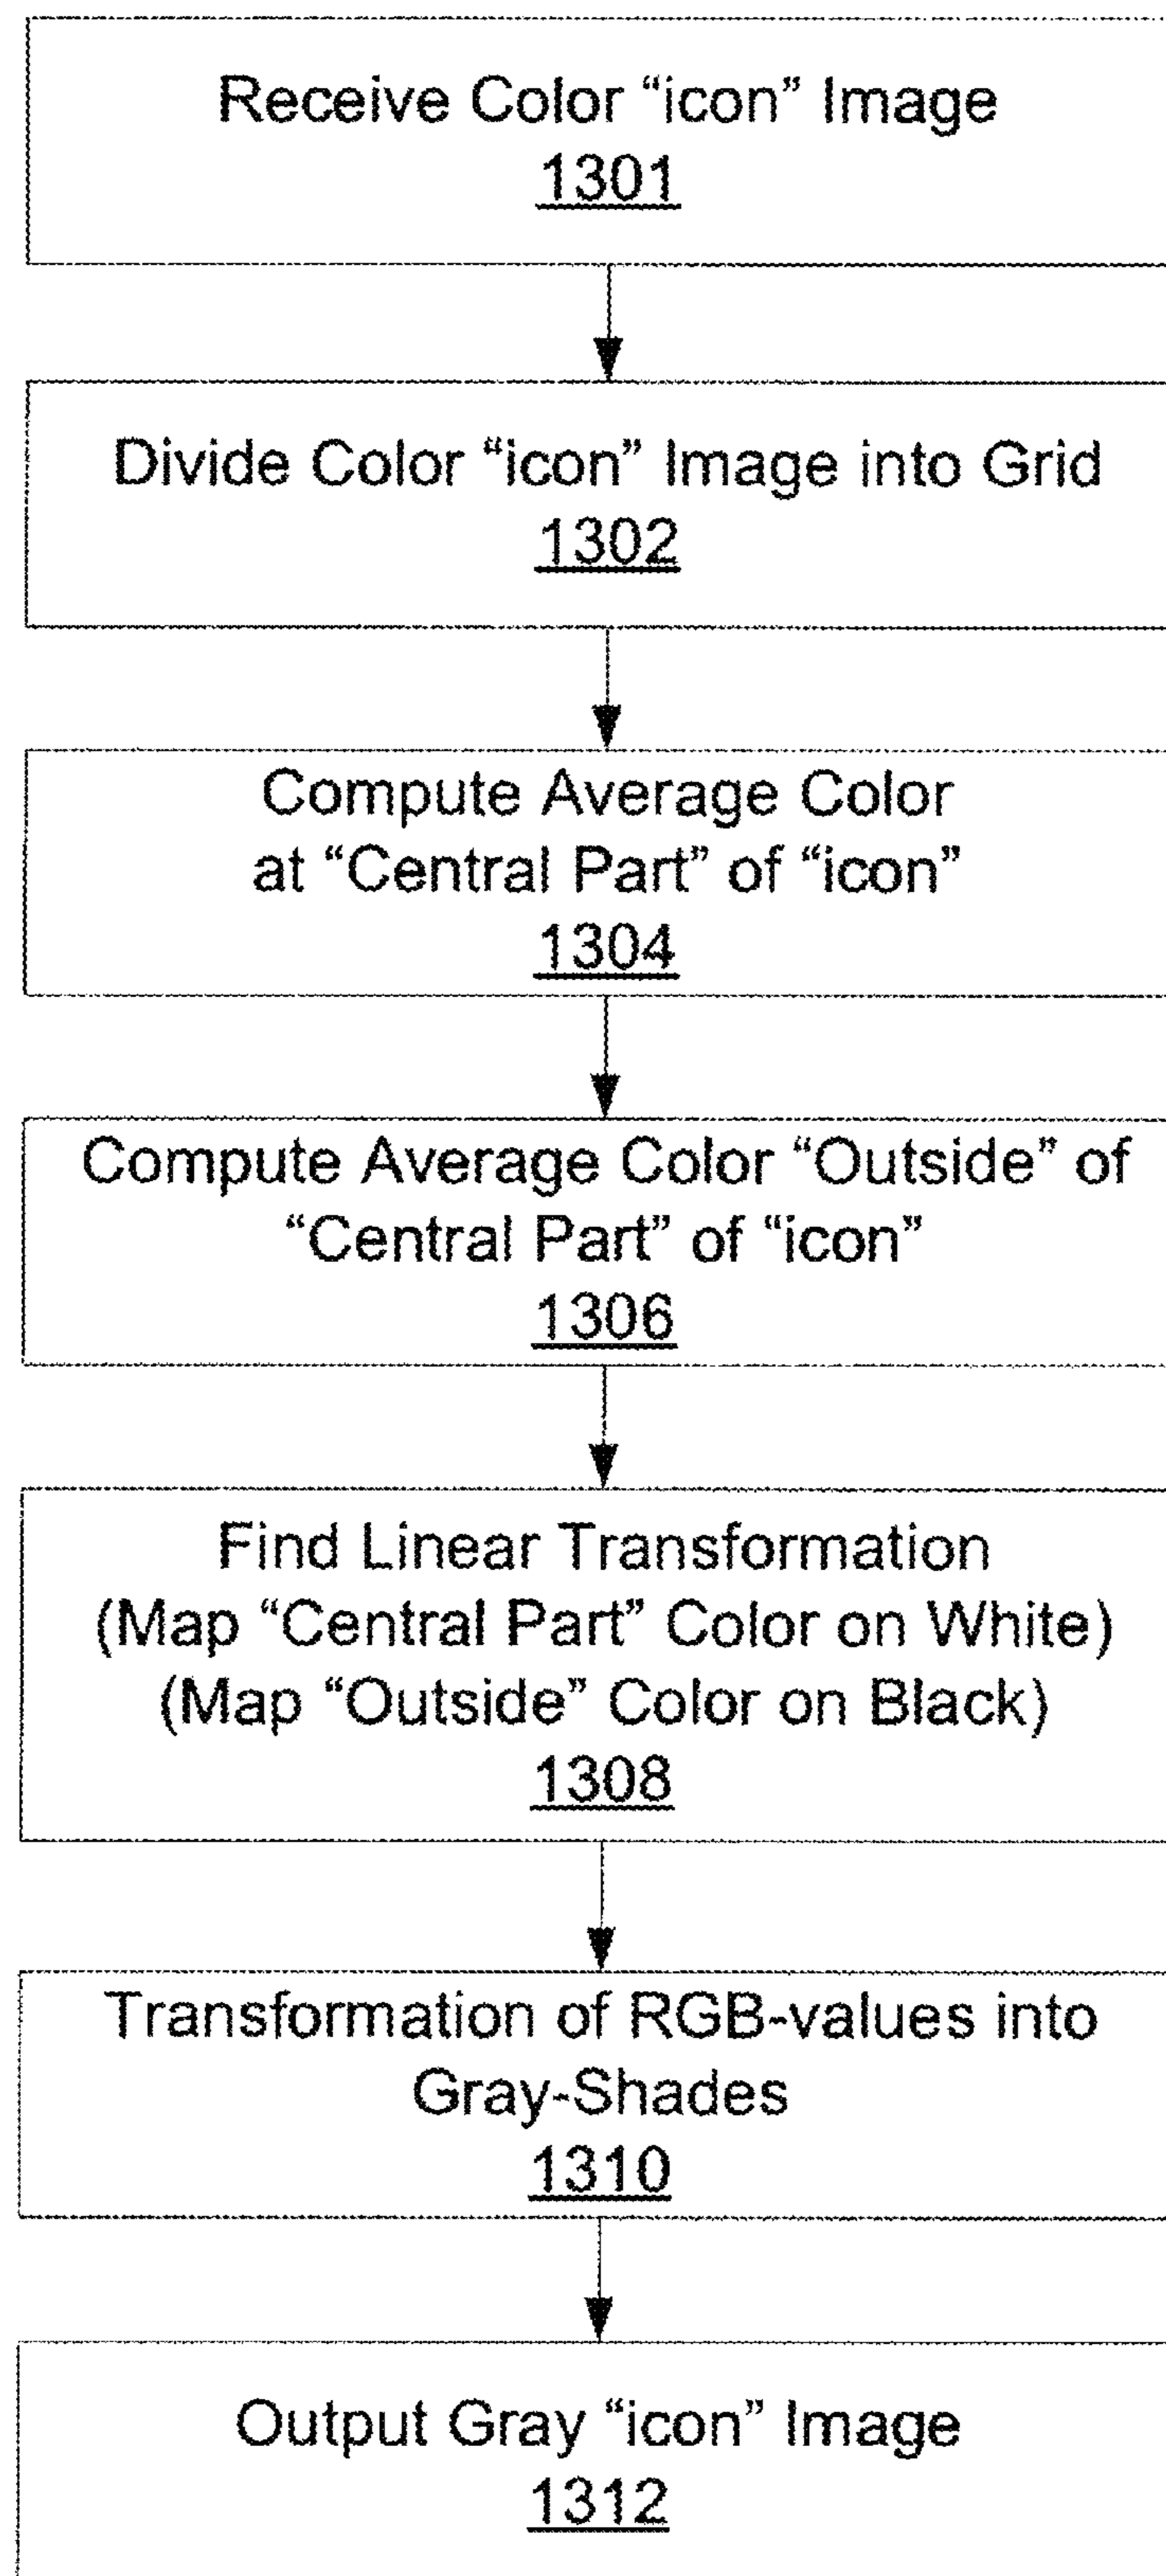 Receive Color “icon” Image
1301
Divide Color “icon” Image into Grid
1302
Compute Average Color
at “Central Part” of “icon”
1304
Compute Average Color “Outside” of
“Central Part” of “icon”
1306
Find Linear Transformation
(Map “Central Part” Color on White)
(Map “Outside” Color on Black)
1308
Transformation of RGB-values into
Gray-Shades
1310
Output Gray “icon” Image
1312